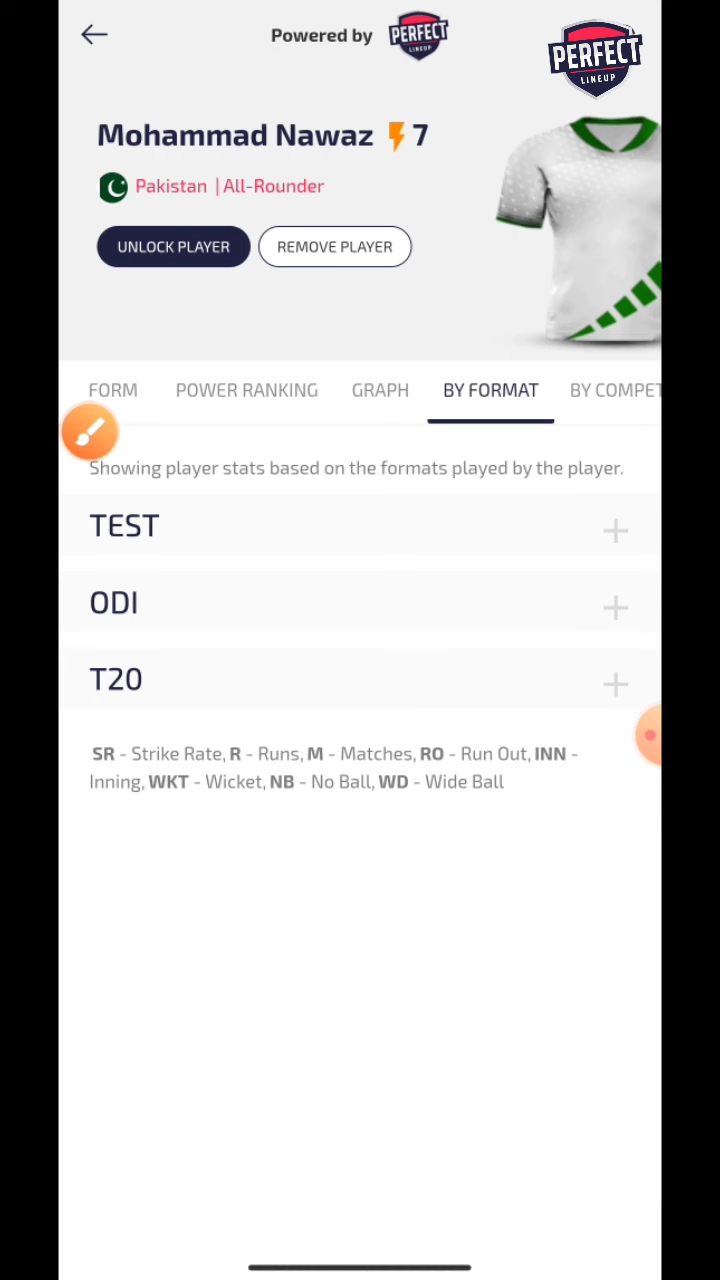 Powered by PERFECT LINEUP
PERFECT LINEUP
Mohammad Nawaz 7
Pakistan | All-Rounder
UNLOCK PLAYER REMOVE PLAYER
FORM POWER RANKING GRAPH BY FORMAT BY COMPET
Showing player stats based on the formats played by the player.
TEST
ODI
T20
SR - Strike Rate, R - Runs, M - Matches, RO - Run Out, INN -
Inning, WKT - Wicket, NB - No Ball, WD - Wide Ball